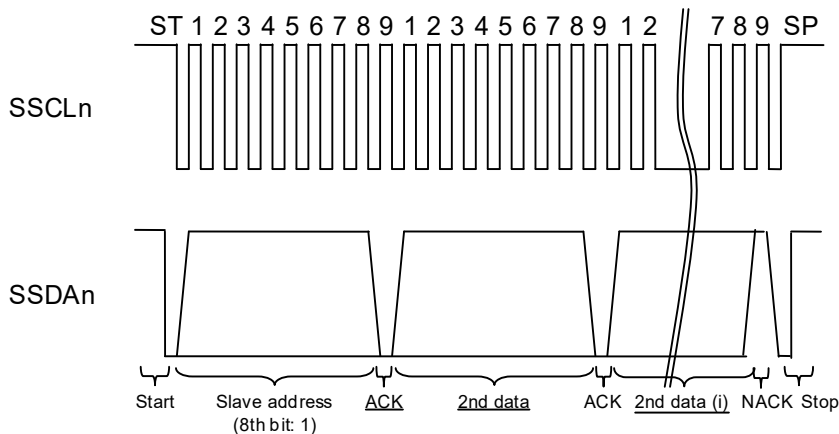 ST 1 2 3 4 5 6 7 8 9 1 2 3 4 5 6 7 8 9 1 2 7 8 9 SP
SSCLn
SSDAn
Start Slave address ACK 2nd data ACK 2nd data (i) NACK Stop
(8th bit: 1)